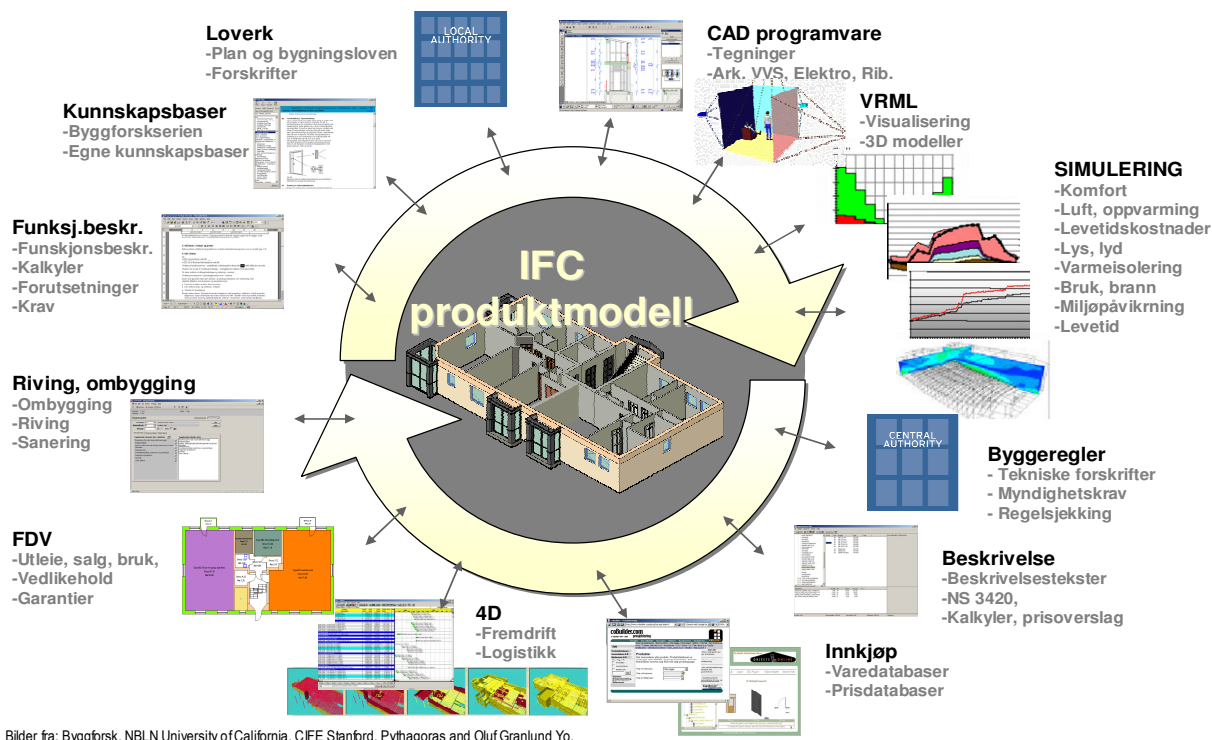 Loverk
-Plan og bygningsloven
-Forskrifter
LOCAL
AUTHORITY
CAD programvare
-Tegninger
-Ark. VVS, Elektro, Rib.
VRML
-Visualisering
-3D modeller
Kunnskapsbaser
-Byggforskserien
-Egne kunnskapsbaser
SIMULERING
-Komfort
-Luft, oppvarming
-Levetidskostnader
-Lys, lyd
-Varmeisolering
-Bruk, brann
-Miljøpåvikrning
-Levetid
Funksj.beskr.
-Funskjonsbeskr.
-Kalkyler
-Forutsetninger
-Krav
IFC
produktmodell
Riving, ombygging
-Ombygging
-Riving
-Sanering
CENTRAL
AUTHORITY
Byggeregler
- Tekniske forskrifter
- Myndighetskrav
- Regelsjekking
FDV
-Utleie, salg, bruk,
-Vedlikehold
-Garantier
Beskrivelse
-Beskrivelsestekster
-NS 3420,
-Kalkyler, prisoverslag
4D
-Fremdrift
-Logistikk
coBuilder.com
Innkjøp
-Varedatabaser
-Prisdatabaser
Bilder fra: Byggforsk, NBLN University of California, CIFE Stanford, Pythagoras and Oluf Granlund Yo.